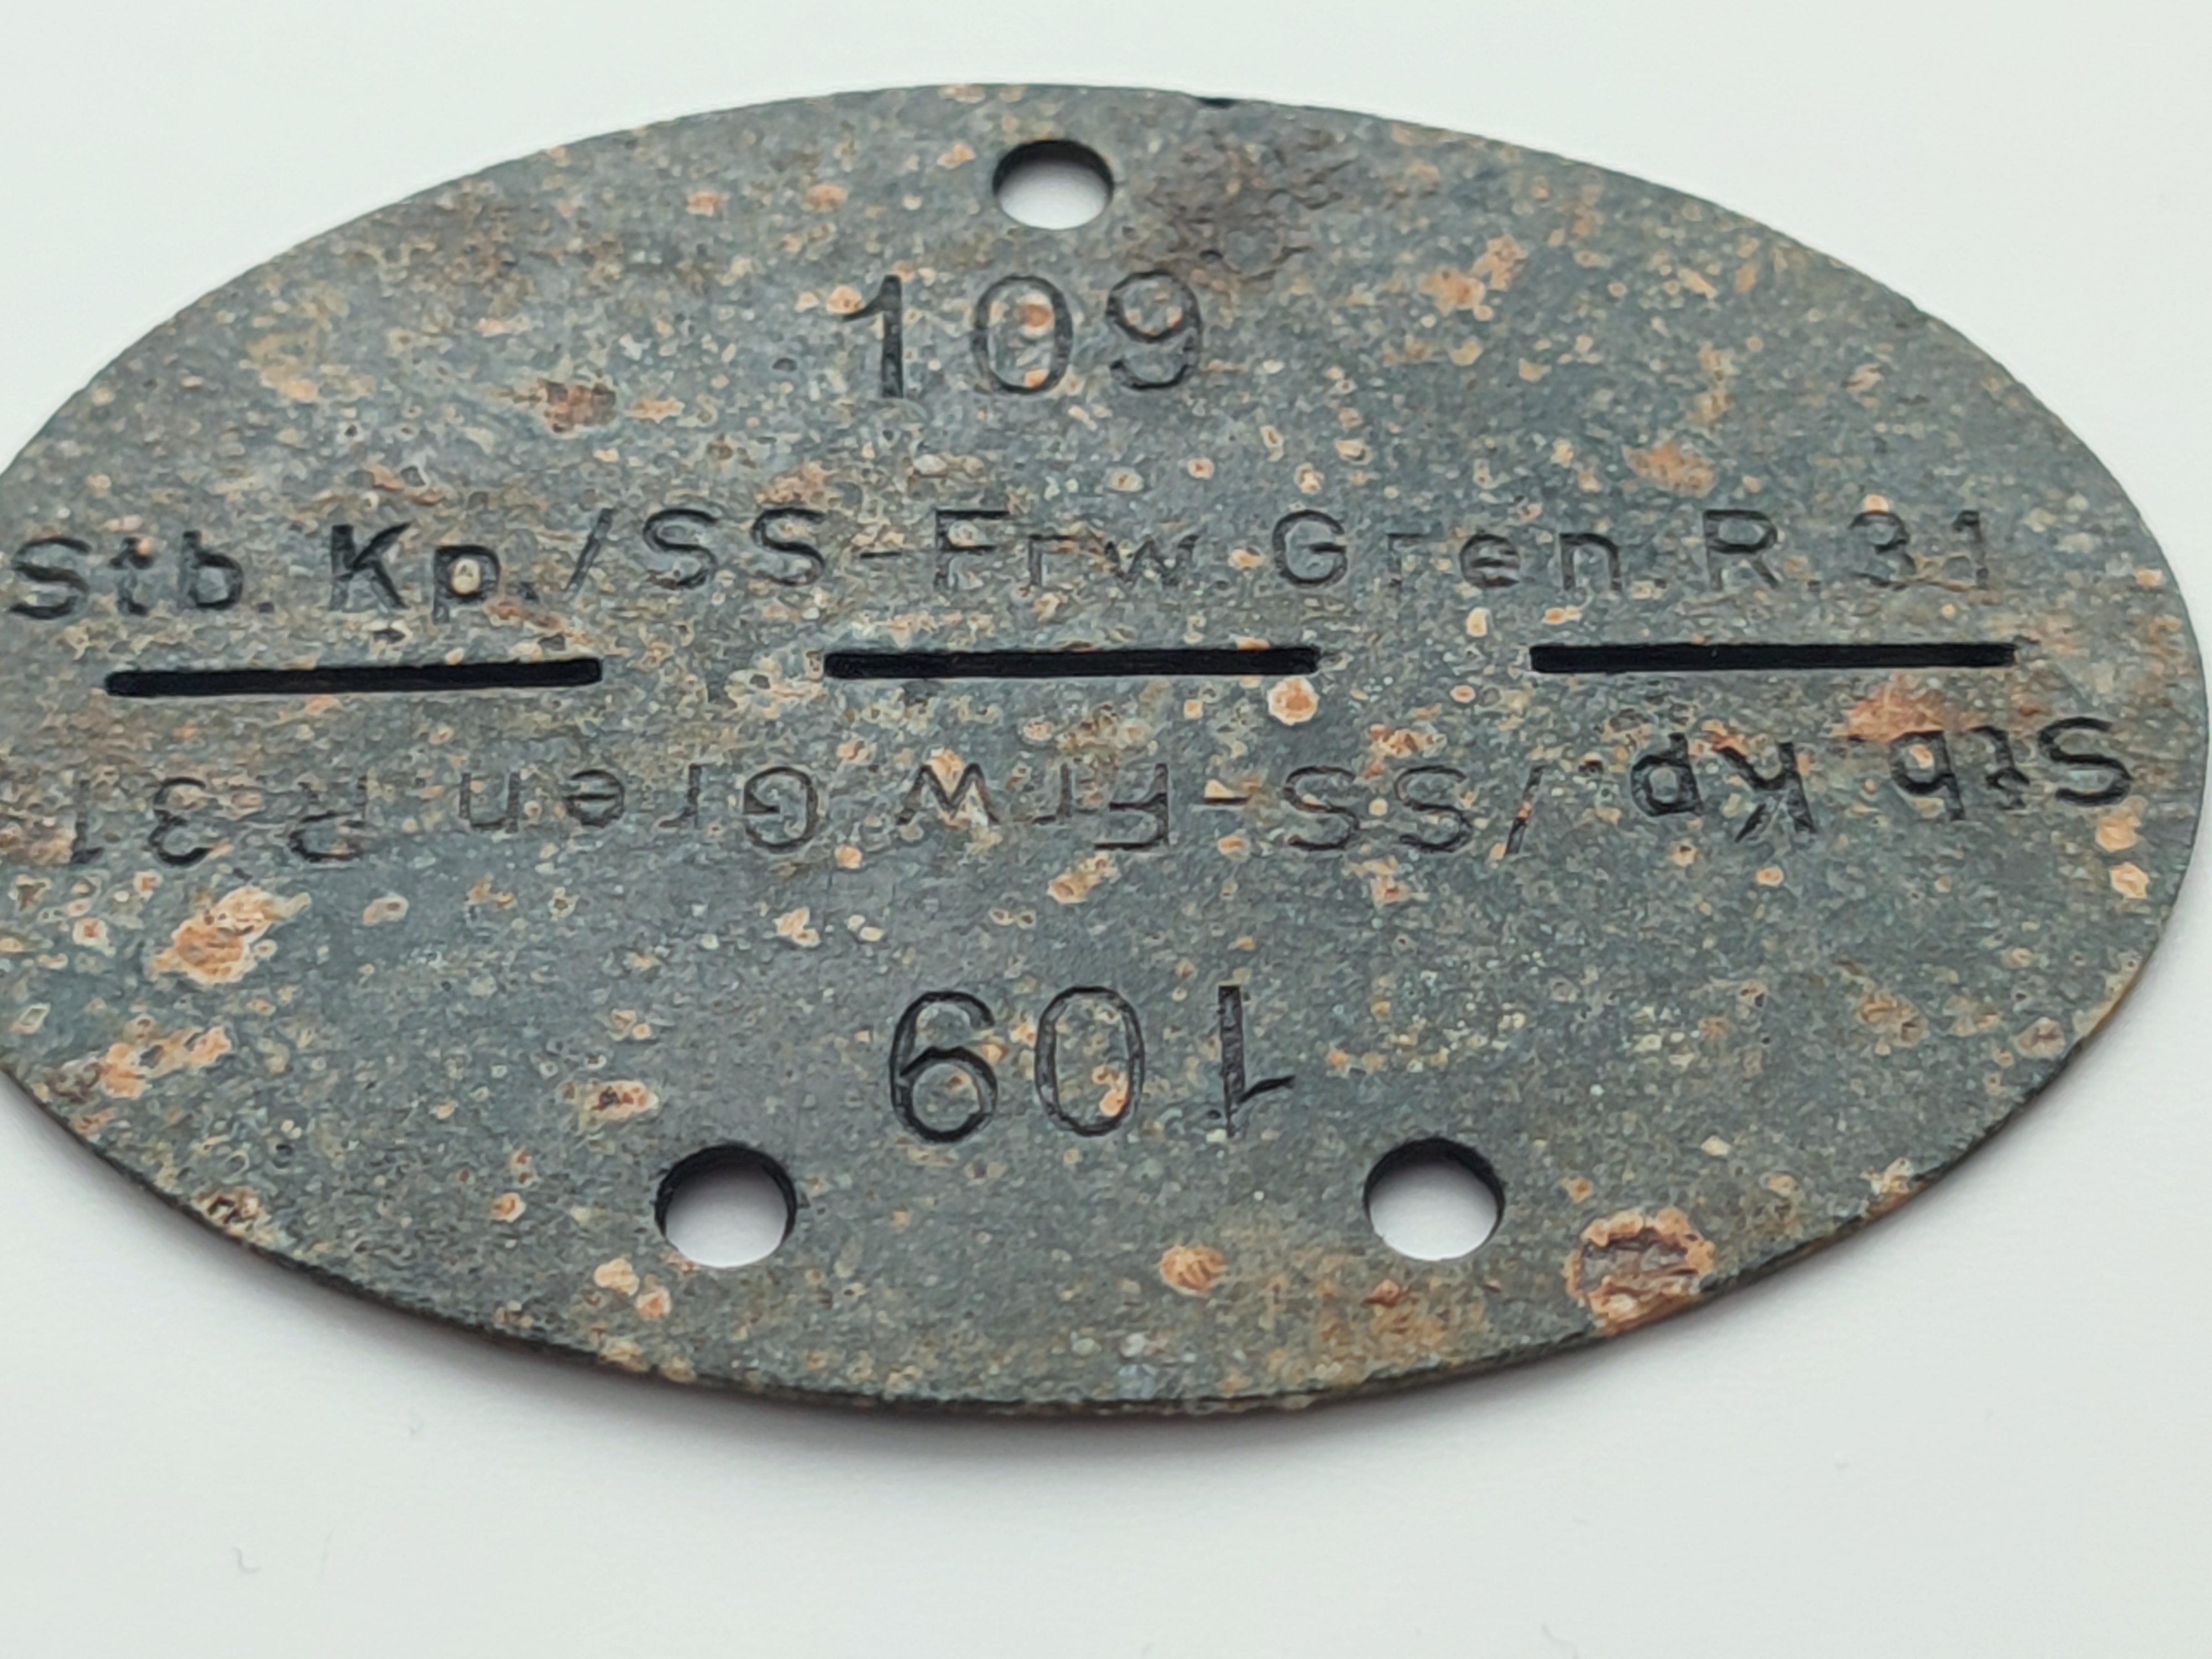 109
Stb. Kp./SS-Frw. Gren. R. 31
Stb. Kp./SS-Frw Gren R 31
109